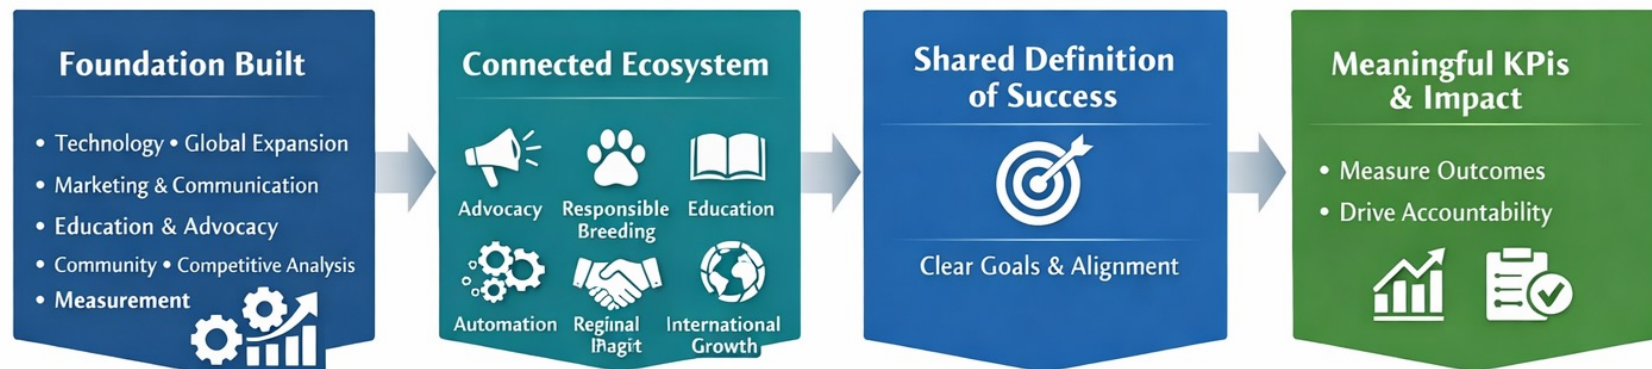 Foundation Built
• Technology • Global Expansion
• Marketing & Communication
• Education & Advocacy
• Community • Competitive Analysis
• Measurement
Connected Ecosystem
Advocacy
Responsible
Breeding
Education
Automation
International
Growth
Shared Definition
of Success
Clear Goals & Alignment
Meaningful KPIs
& Impact
• Measure Outcomes
• Drive Accountability